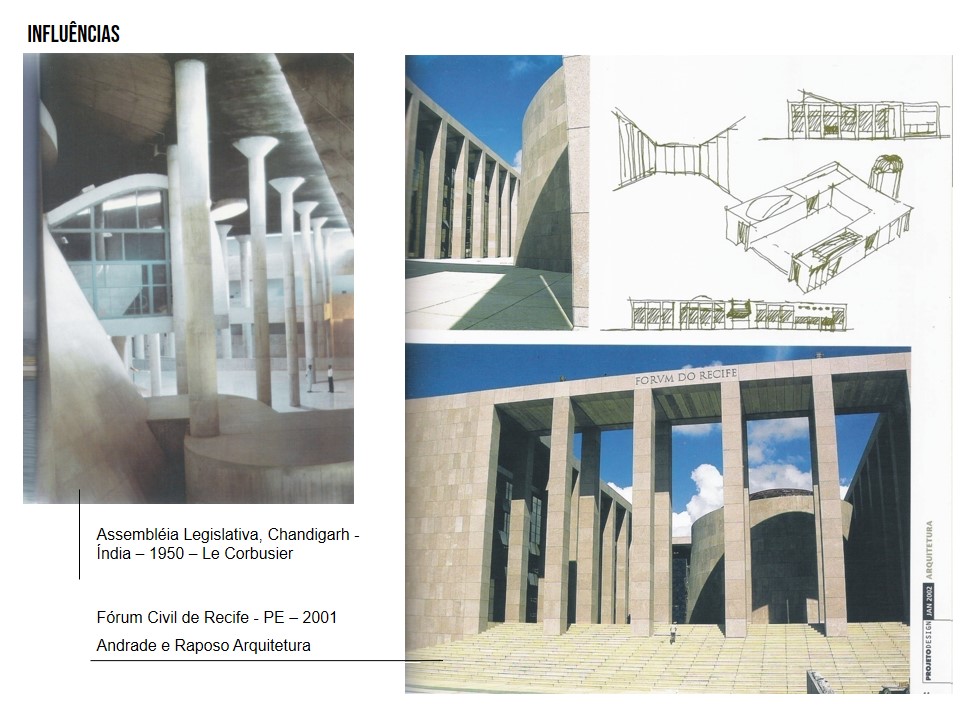 INFLUÊNCIAS
FORVM DO RECIFE
Assembléia Legislativa, Chandigarh -
Índia – 1950 – Le Corbusier
Fórum Civil de Recife - PE – 2001
Andrade e Raposo Arquitetura
PROJETODESIGN JAN 2002 ARQUITETURA